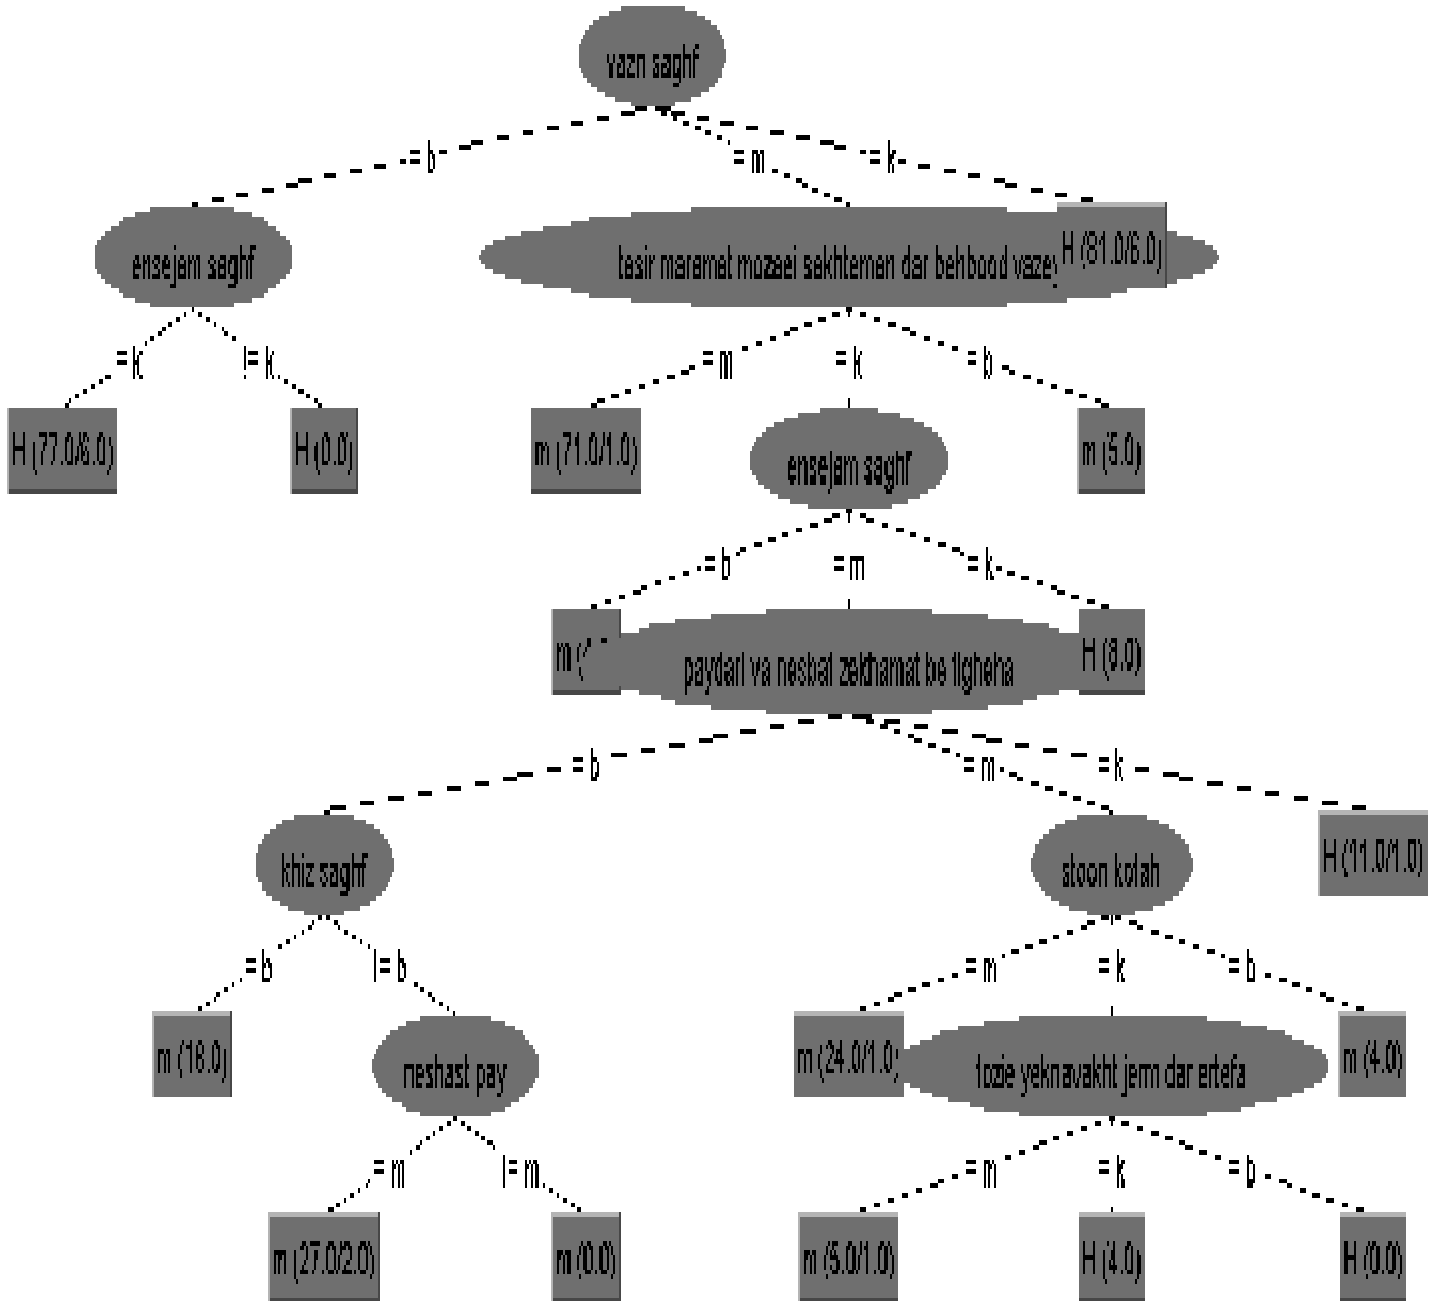 vazn saghf
= b
= m
= k
ensejam saghf
tasir maramat mozaei sakhteman dar behbood
H (81.0/6.0)
= k
!= k
= m
= k
= b
H (77.0/6.0)
H (0.0)
m (71.0/1.0)
ensejam saghf
m (5.0)
= b
= m
= k
m (
paydari va nesbat zekhamat be tigheha
H (8.0)
= b
= m
= k
khiz saghf
stoon kotah
H (11.0/1.0)
= b
!= b
= m
= k
= b
m (18.0)
neshast pay
m (24.0/1.0)
tozie yeknavakht jerm dar ertefa
m (4.0)
= m
!= m
= m
= k
= b
m (27.0/2.0)
m (0.0)
m (5.0/1.0)
H (4.0)
H (0.0)